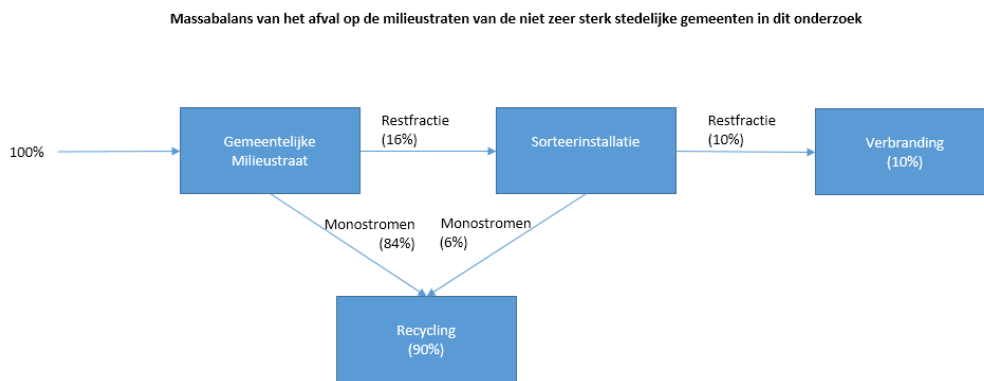 Massabalans van het afval op de milieustraten van de niet zeer sterk stedelijke gemeenten in dit onderzoek
100%
Gemeentelijke
Milieustraat
Restfractie
(16%)
Sorteerinstallatie
Restfractie
(10%)
Verbranding
(10%)
Monostromen
(84%)
Monostromen
(6%)
Recycling
(90%)